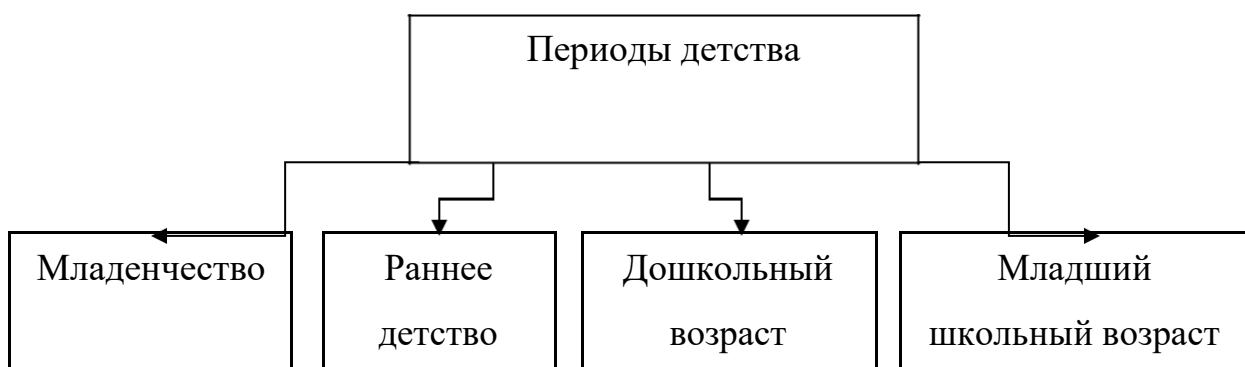 Периоды детства
Младенчество
Раннее
детство
Дошкольный
возраст
Младший
школьный возраст